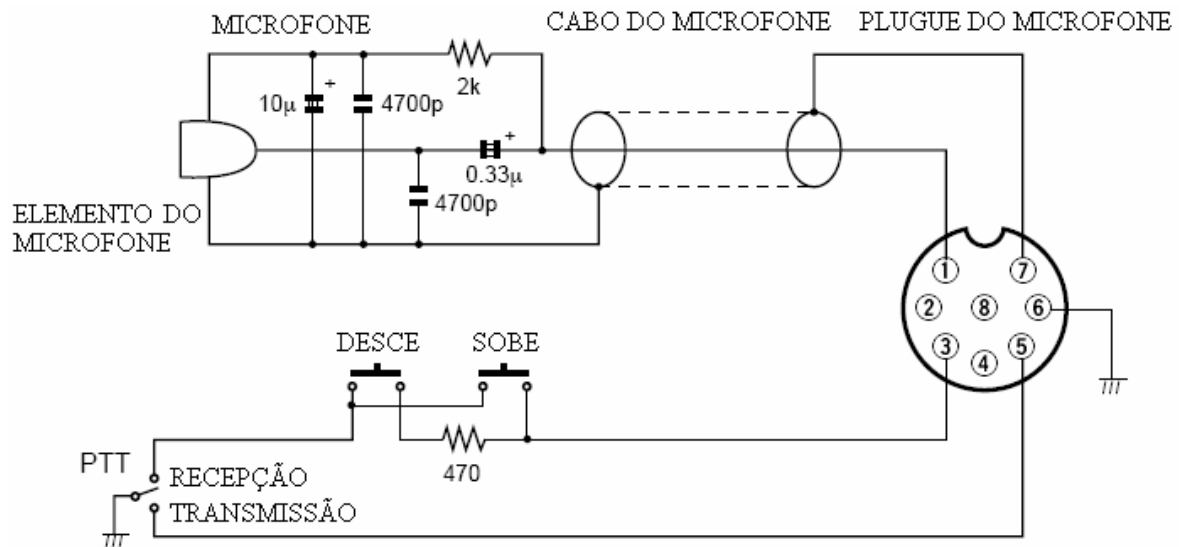 MICROFONE
CABO DO MICROFONE
PLUGUE DO MICROFONE
+
2k
10µ
4700p
+
0.33µ
4700p
ELEMENTO DO
MICROFONE
1
7
2
8
6
3
5
4
DESCE
SOBE
470
PTT
RECEPÇÃO
TRANSMISSÃO